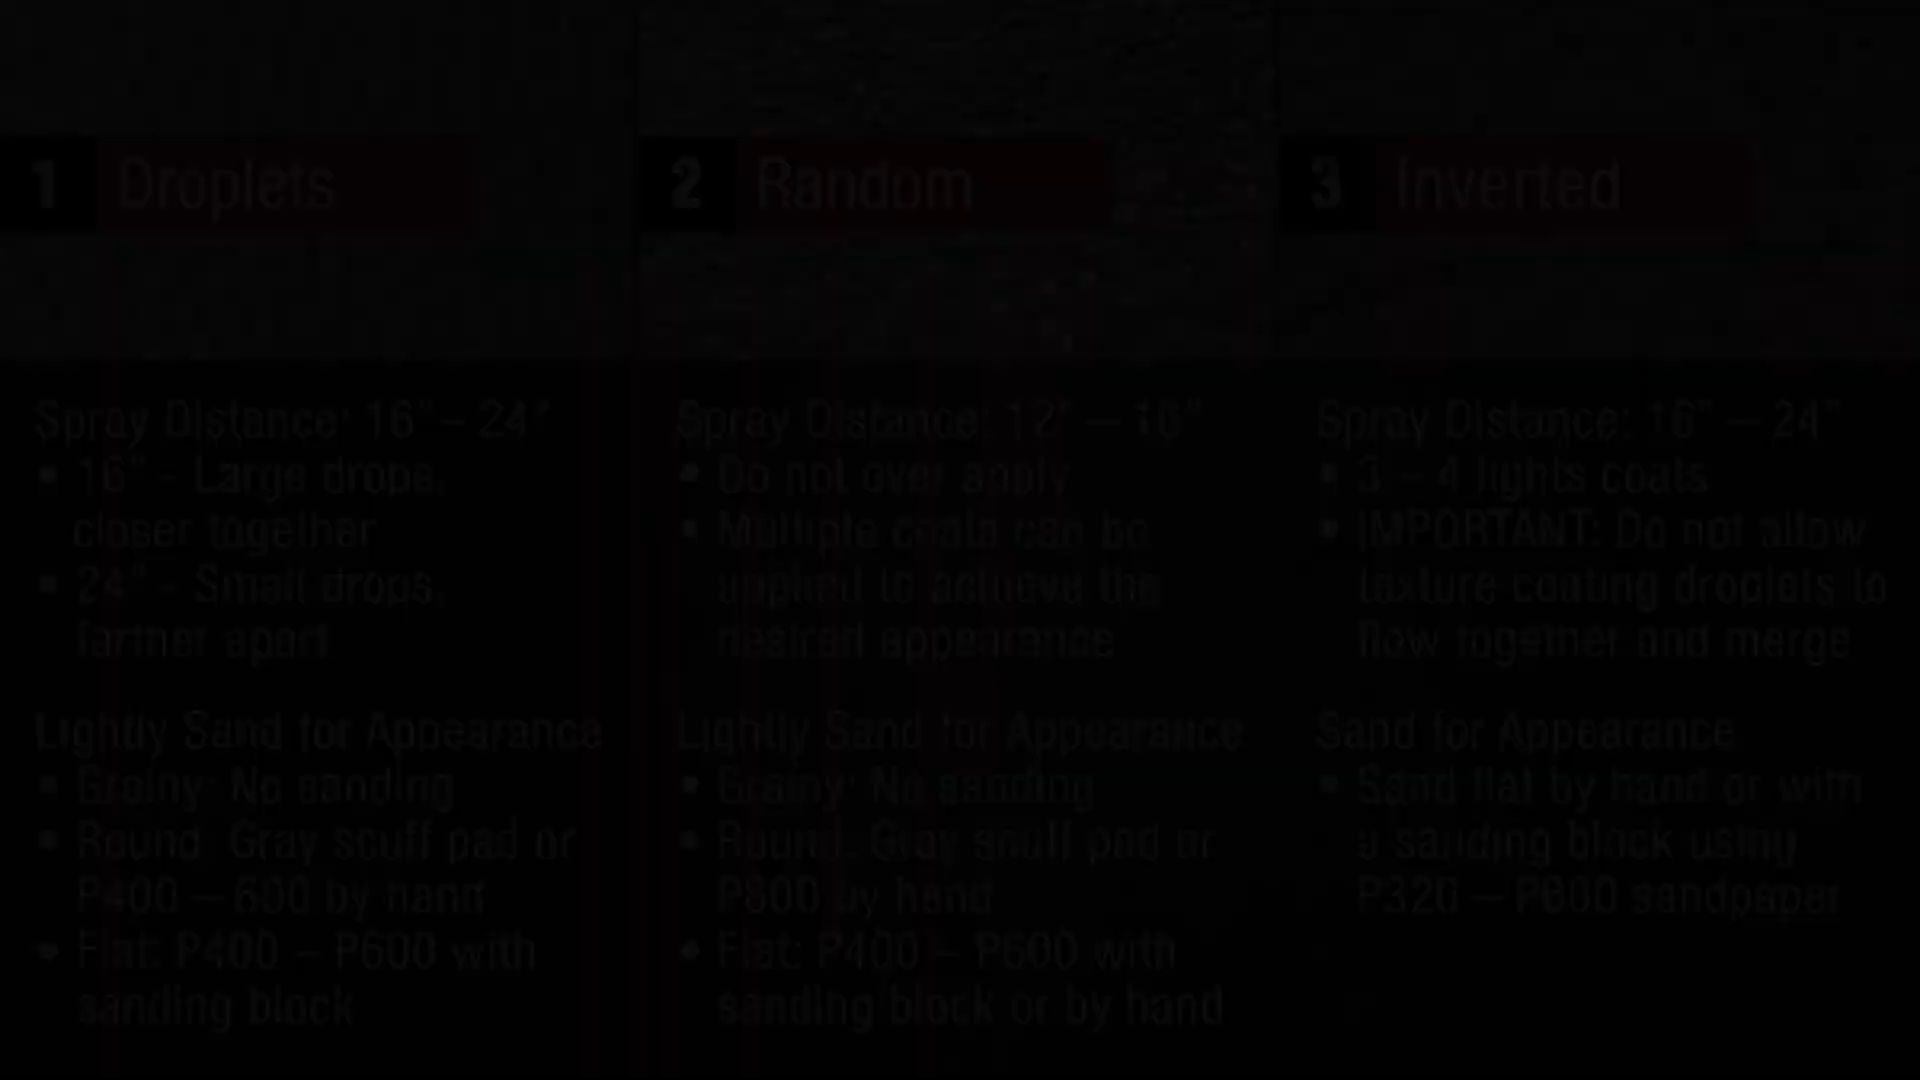 1 Droplets
Spray Distance: 16" – 24"
• 16" - Large drops,
closer together
• 24" - Small drops,
farther apart
Lightly Sand for Appearance
• Grainy: No sanding
• Round: Gray scuff pad or
P400 – 600 by hand
• Flat: P400 – P600 with
sanding block
2 Random
Spray Distance: 12" –
• Do not over apply
• Multiple coats can be
applied to achieve the
desired appearance
Lightly Sand for Appearance
• Grainy: No sanding
• Round: Gray scuff pad or
P800 by hand
• Flat: P400 – P600 with
sanding block or by hand
3 Inverted
Spray Distance: 16" – 24"
• 3 – 4 lights coats
• IMPORTANT: Do not allow
texture coating droplets to
flow together and merge
Sand for Appearance
• Sand flat by hand or with
a sanding block using
P320 – sandpaper